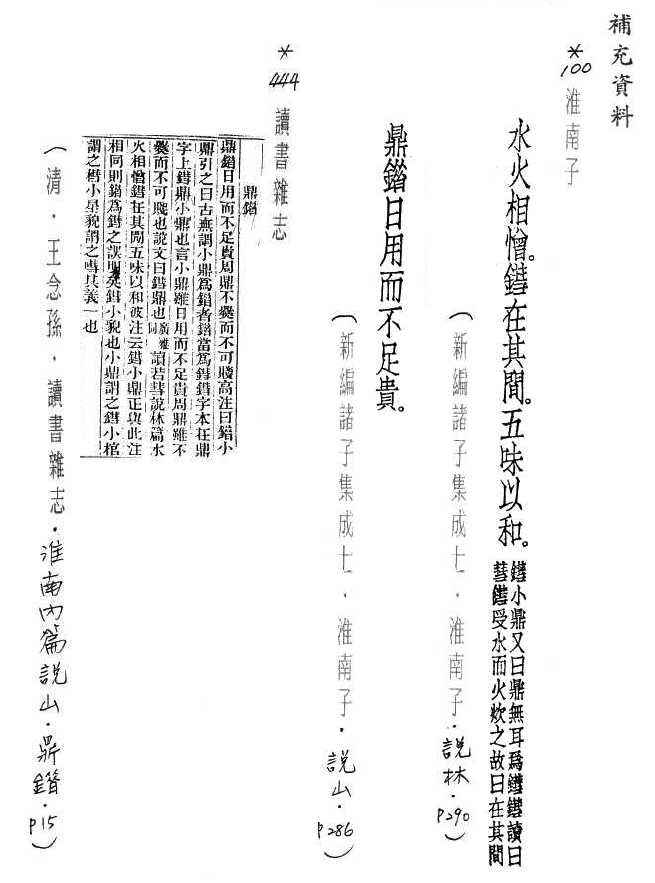 補充資料
*100 淮南子
水火相憎。鏏在其間。五味以和。
鏏小鼎又曰鼎無耳為鏏鏏讀曰
彗鏏受水而火炊之故曰在其間
(新編諸子集成七．淮南子．說林．P290)
鼎鐕日用而不足貴。
(新編諸子集成七．淮南子．說山．P286)
*444 讀書雜志
鼎錯
鼎錯日用而不足貴周鼎不爨而不可賤高注曰錯小
鼎引之曰古無謂小鼎為錯者錯當為鏏鏏字本在鼎
字上鏏鼎小鼎也言小鼎雖日用而不足貴周鼎雖不
爨而不可賤也說文曰鏏鼎也廣雅同讀若彗說林篇水
火相憎鏏在其閒五味以和彼注云鏏小鼎正與此注
相同則錯為鏏之誤明矣鏏小貌也小鼎謂之鏏小棺
謂之槥小星貌謂之嘒其義一也
(清．王念孫．讀書雜志．淮南內篇說山．鼎鐕．P15)